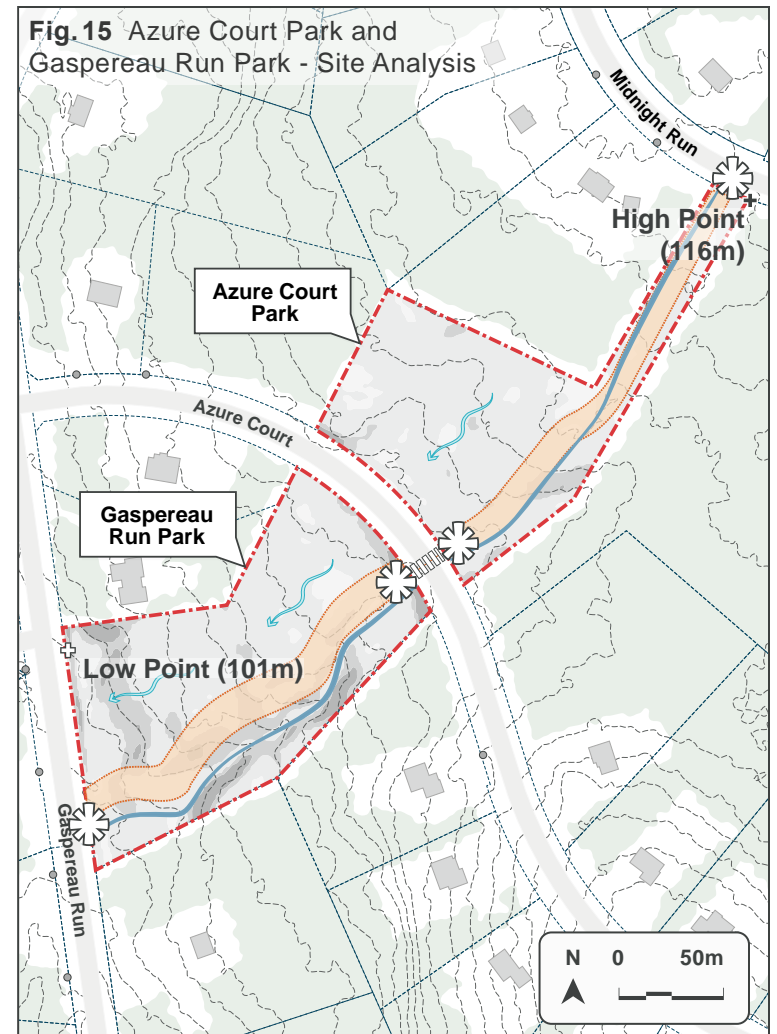 Fig.15 Azure Court Park and
Gaspereau Run Park - Site Analysis
Midnight Run
High Point
(116m)
Azure Court
Park
Azure Court
Gaspereau
Run Park
Low Point (101m)
Gaspereau Run
N 0 50m